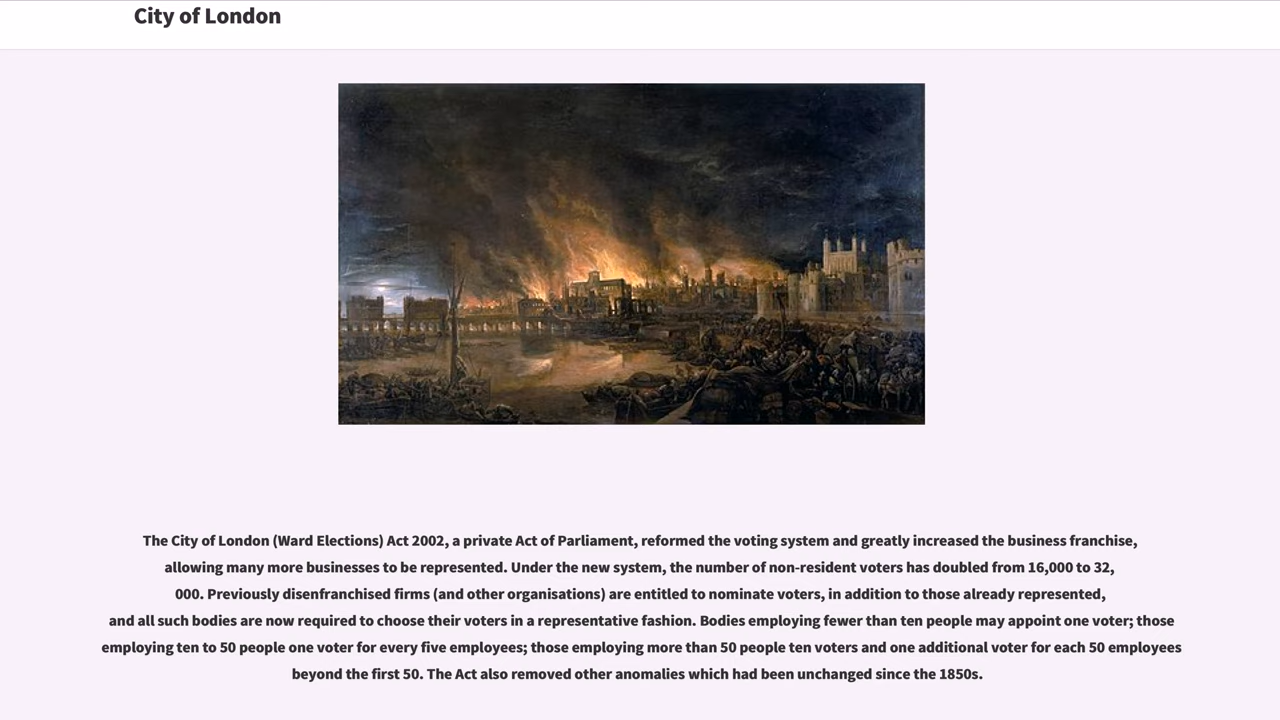 City of London
The City of London (Ward Elections) Act 2002, a private Act of Parliament, reformed the voting system and greatly increased the business franchise,
allowing many more businesses to be represented. Under the new system, the number of non-resident voters has doubled from 16,000 to 32,
000. Previously disenfranchised firms (and other organisations) are entitled to nominate voters, in addition to those already represented,
and all such bodies are now required to choose their voters in a representative fashion. Bodies employing fewer than ten people may appoint one voter; those
employing ten to 50 people one voter for every five employees; those employing more than 50 people ten voters and one additional voter for each 50 employees
beyond the first 50. The Act also removed other anomalies which had been unchanged since the 1850s.